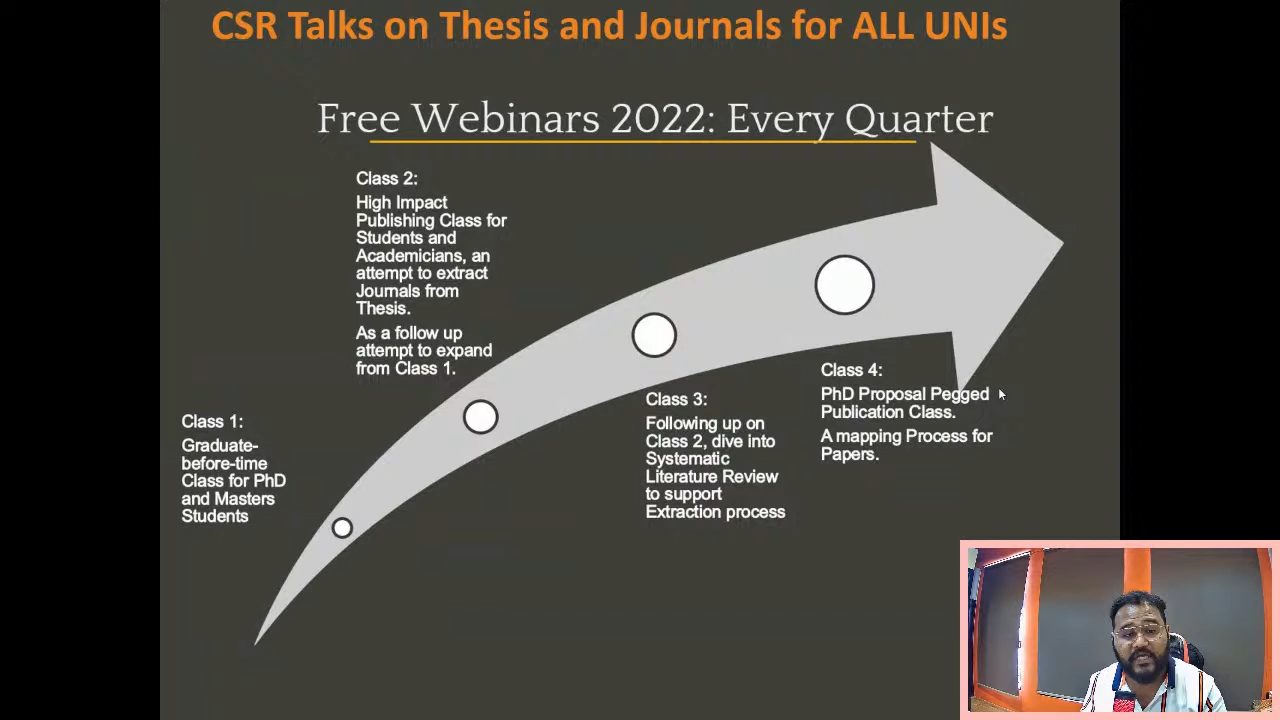 CSR Talks on Thesis and Journals for ALL UNIs
Free Webinars 2022: Every Quarter
Class 1:
Graduate-
before-time
Class for PhD
and Masters
Students
Class 2:
High Impact
Publishing Class for
Students and
Academicians, an
attempt to extract
Journals from
Thesis.
As a follow up
attempt to expand
from Class 1.
Class 3:
Following up on
Class 2, dive into
Systematic
Literature Review
to support
Extraction process
Class 4:
PhD Proposal Pegged
Publication Class.
A mapping Process for
Papers.